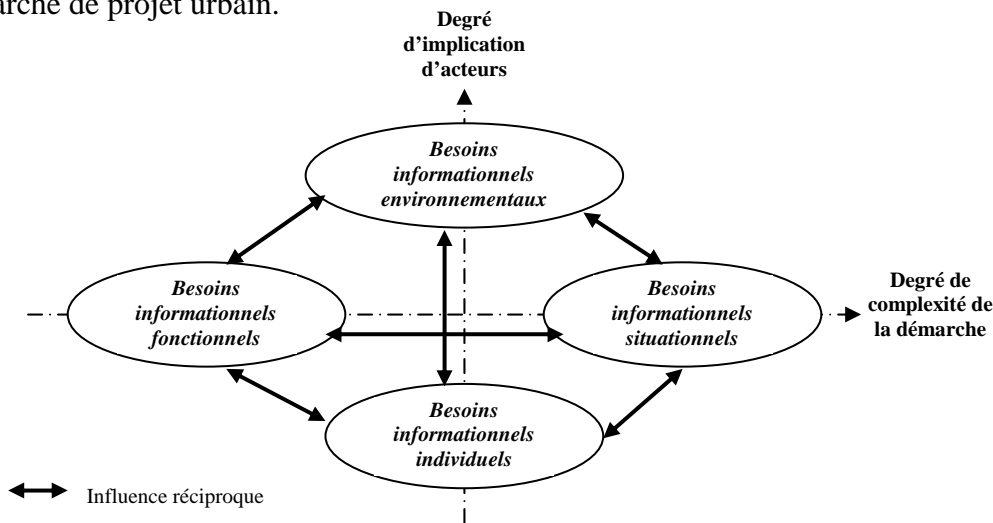 arche de projet urbain.
Degré
d'implication
d'acteurs
Besoins
informationnels
environnementaux
Besoins
informationnels
fonctionnels
Besoins
informationnels
situationnels
Degré de
complexité de
la démarche
Besoins
informationnels
individuels
Influence réciproque